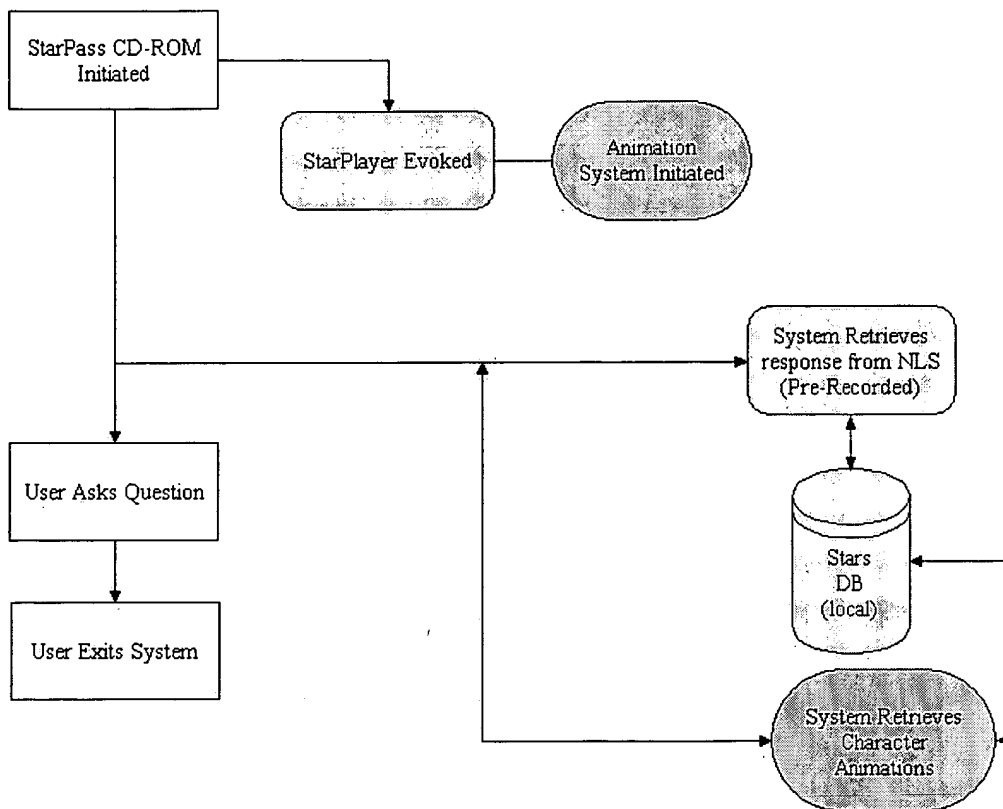 StarPass CD-ROM
Initiated
StarPlayer Evoked
Animation
System Initiated
System Retrieves
response from NLS
(Pre-Recorded)
User Asks Question
Stars
DB
(local)
User Exits System
System Retrieves
Character
Animations